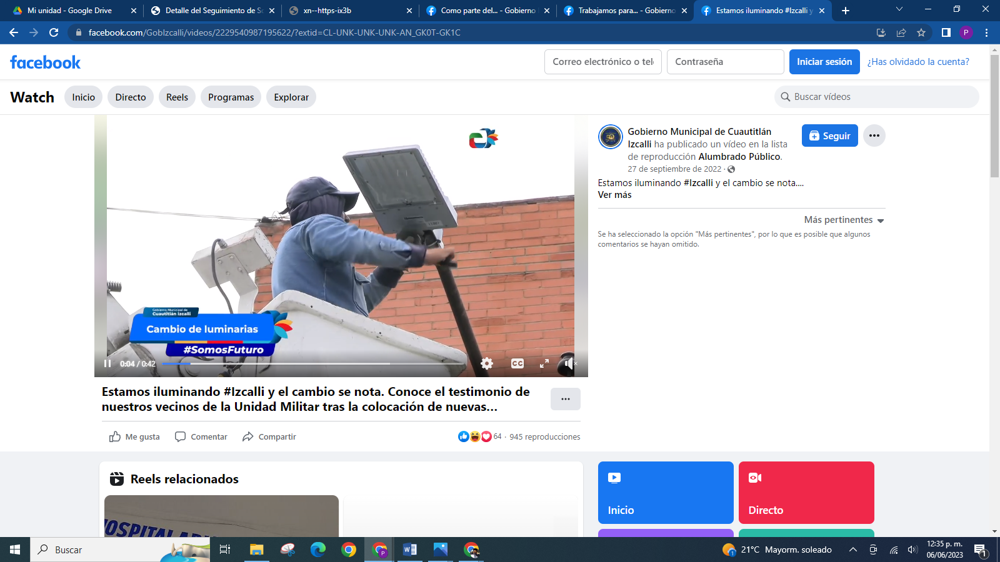 Mi unidad - Google Drive
Detalle del Seguimiento de So
xn--https-ix3b
Como parte del... - Gobierno
Trabajamos para... - Gobierno
Estamos iluminando #Izcalli y
facebook.com/GobIzcalli/videos/2229540987195622/?extid=CL-UNK-UNK-UNK-AN_GK0T-GK1C
P
facebook
Correo electrónico o telé
Contraseña
Iniciar sesión
¿Has olvidado la cuenta?
Watch
Inicio
Directo
Reels
Programas
Explorar
Buscar vídeos
Gobierno Municipal de Cuautitlán
Izcalli ha publicado un vídeo en la lista
de reproducción Alumbrado Público.
27 de septiembre de 2022 ·
Seguir
Estamos iluminando #Izcalli y el cambio se nota....
Ver más
Más pertinentes
Se ha seleccionado la opción "Más pertinentes", por lo que es posible que algunos
comentarios se hayan omitido.
Gobierno Municipal de
Cuautitlán Izcalli
Cambio de luminarias
#SomosFuturo
0:04 / 0:42
CC
Estamos iluminando #Izcalli y el cambio se nota. Conoce el testimonio de
nuestros vecinos de la Unidad Militar tras la colocación de nuevas...
Me gusta
Comentar
Compartir
64 · 945 reproducciones
Reels relacionados
Inicio
Directo
Buscar
21°C Mayorm. soleado
12:35 p. m.
06/06/2023
1